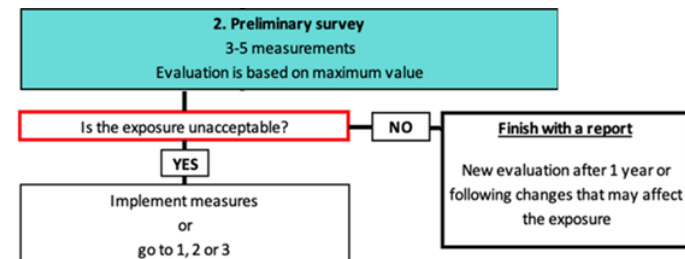 2. Preliminary survey
3-5 measurements
Evaluation is based on maximum value
Is the exposure unacceptable?
NO
YES
Finish with a report
New evaluation after 1 year or
following changes that may affect
the exposure
Implement measures
or
go to 1, 2 or 3